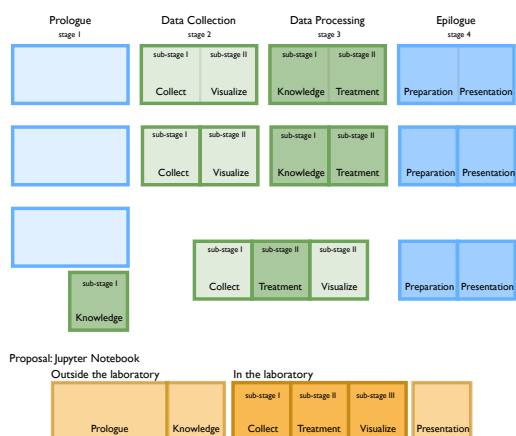 Prologue Data Collection Data Processing Epilogue
stage 1 stage 2 stage 3 stage 4
sub-stage I sub-stage II sub-stage I sub-stage II
Collect Visualize Knowledge Treatment Preparation Presentation
sub-stage I sub-stage II sub-stage I sub-stage II
Collect Visualize Knowledge Treatment Preparation Presentation
sub-stage I sub-stage II sub-stage II
Collect Treatment Visualize Preparation Presentation
sub-stage I
Knowledge
Proposal: Jupyter Notebook
Outside the laboratory In the laboratory
sub-stage I sub-stage II sub-stage III
Prologue Knowledge Collect Treatment Visualize Presentation